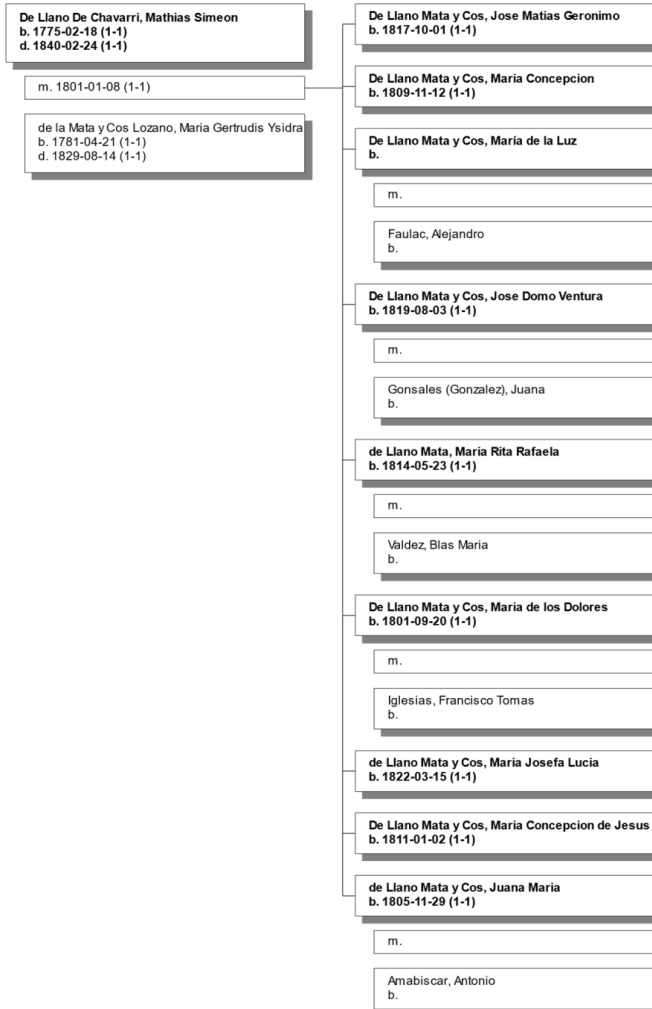 De Llano De Chavarri, Mathias Simeon
b. 1775-02-18 (1-1)
d. 1840-02-24 (1-1)
m. 1801-01-08 (1-1)
de la Mata y Cos Lozano, Maria Gertrudis Ysidra
b. 1781-04-21 (1-1)
d. 1829-08-14 (1-1)
De Llano Mata y Cos, Jose Matias Geronimo
b. 1817-10-01 (1-1)
De Llano Mata y Cos, Maria Concepcion
b. 1809-11-12 (1-1)
De Llano Mata y Cos, María de la Luz
b.
m.
Faulac, Alejandro
b.
De Llano Mata y Cos, Jose Domo Ventura
b. 1819-08-03 (1-1)
m.
Gonsales (Gonzalez), Juana
b.
de Llano Mata, Maria Rita Rafaela
b. 1814-05-23 (1-1)
m.
Valdez, Blas Maria
b.
De Llano Mata y Cos, Maria de los Dolores
b. 1801-09-20 (1-1)
m.
Iglesias, Francisco Tomas
b.
de Llano Mata y Cos, Maria Josefa Lucia
b. 1822-03-15 (1-1)
De Llano Mata y Cos, Maria Concepcion de Jesus
b. 1811-01-02 (1-1)
de Llano Mata y Cos, Juana Maria
b. 1805-11-29 (1-1)
m.
Amabiscar, Antonio
b.